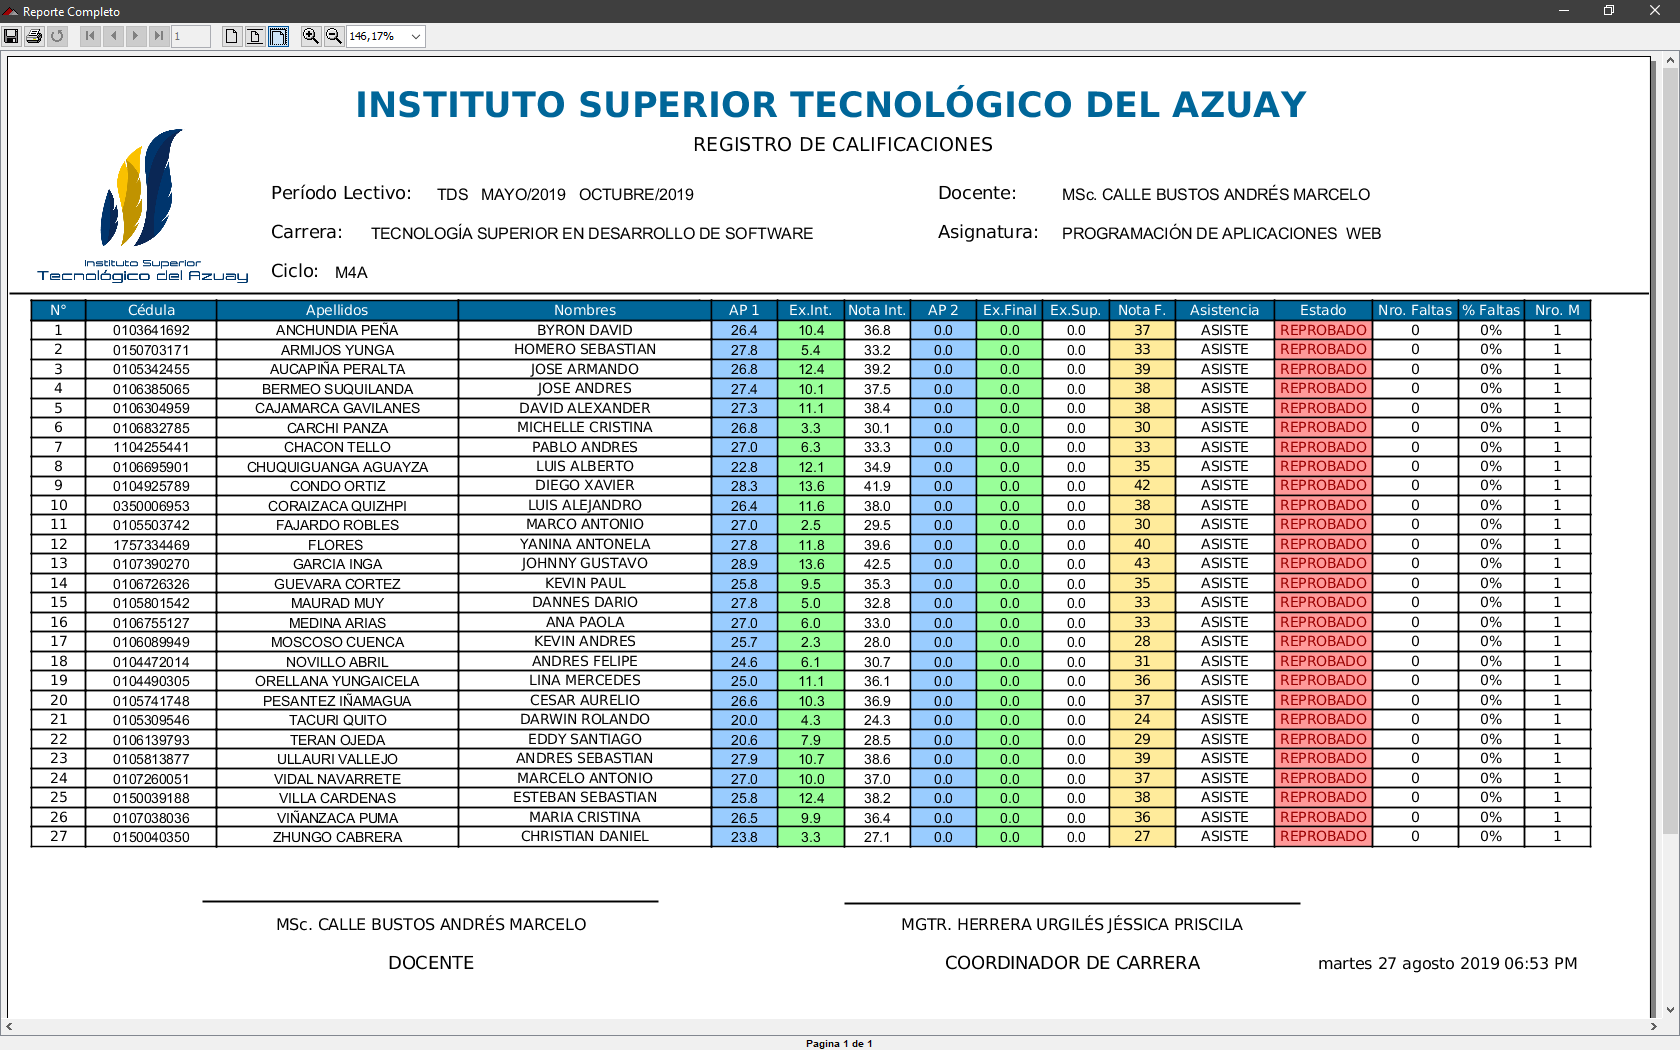 Reporte Completo
1
146,17%
INSTITUTO SUPERIOR TECNOLÓGICO DEL AZUAY
REGISTRO DE CALIFICACIONES
Instituto Superior
Tecnológico del Azuay
Período Lectivo: TDS MAYO/2019 OCTUBRE/2019 Docente: MSc. CALLE BUSTOS ANDRÉS MARCELO
Carrera: TECNOLOGÍA SUPERIOR EN DESARROLLO DE SOFTWARE Asignatura: PROGRAMACIÓN DE APLICACIONES WEB
Ciclo: M4A
N° Cédula Apellidos Nombres AP 1 Ex.Int. Nota Int. AP 2 Ex.Final Ex.Sup. Nota F. Asistencia Estado Nro. Faltas % Faltas Nro. M
1 0103641692 ANCHUNDIA PEÑA BYRON DAVID 26.4 10.4 36.8 0.0 0.0 0.0 37 ASISTE REPROBADO 0 0% 1
2 0150703171 ARMIJOS YUNGA HOMERO SEBASTIAN 27.8 5.4 33.2 0.0 0.0 0.0 33 ASISTE REPROBADO 0 0% 1
3 0105342455 AUCAPIÑA PERALTA JOSE ARMANDO 26.8 12.4 39.2 0.0 0.0 0.0 39 ASISTE REPROBADO 0 0% 1
4 0106385065 BERMEO SUQUILANDA JOSE ANDRES 27.4 10.1 37.5 0.0 0.0 0.0 38 ASISTE REPROBADO 0 0% 1
5 0106304959 CAJAMARCA GAVILANES DAVID ALEXANDER 27.3 11.1 38.4 0.0 0.0 0.0 38 ASISTE REPROBADO 0 0% 1
6 0106832785 CARCHI PANZA MICHELLE CRISTINA 26.8 3.3 30.1 0.0 0.0 0.0 30 ASISTE REPROBADO 0 0% 1
7 1104255441 CHACON TELLO PABLO ANDRES 27.0 6.3 33.3 0.0 0.0 0.0 33 ASISTE REPROBADO 0 0% 1
8 0106695901 CHUQUIGUANGA AGUAYZA LUIS ALBERTO 22.8 12.1 34.9 0.0 0.0 0.0 35 ASISTE REPROBADO 0 0% 1
9 0104925789 CONDO ORTIZ DIEGO XAVIER 28.3 13.6 41.9 0.0 0.0 0.0 42 ASISTE REPROBADO 0 0% 1
10 0350006953 CORAIZACA QUIZHPI LUIS ALEJANDRO 26.4 11.6 38.0 0.0 0.0 0.0 38 ASISTE REPROBADO 0 0% 1
11 0105503742 FAJARDO ROBLES MARCO ANTONIO 27.0 2.5 29.5 0.0 0.0 0.0 30 ASISTE REPROBADO 0 0% 1
12 1757334469 FLORES YANINA ANTONELA 27.8 11.8 39.6 0.0 0.0 0.0 40 ASISTE REPROBADO 0 0% 1
13 0107390270 GARCIA INGA JOHNNY GUSTAVO 28.9 13.6 42.5 0.0 0.0 0.0 43 ASISTE REPROBADO 0 0% 1
14 0106726326 GUEVARA CORTEZ KEVIN PAUL 25.8 9.5 35.3 0.0 0.0 0.0 35 ASISTE REPROBADO 0 0% 1
15 0105801542 MAURAD MUY DANNES DARIO 27.8 5.0 32.8 0.0 0.0 0.0 33 ASISTE REPROBADO 0 0% 1
16 0106755127 MEDINA ARIAS ANA PAOLA 27.0 6.0 33.0 0.0 0.0 0.0 33 ASISTE REPROBADO 0 0% 1
17 0106089949 MOSCOSO CUENCA KEVIN ANDRES 25.7 2.3 28.0 0.0 0.0 0.0 28 ASISTE REPROBADO 0 0% 1
18 0104472014 NOVILLO ABRIL ANDRES FELIPE 24.6 6.1 30.7 0.0 0.0 0.0 31 ASISTE REPROBADO 0 0% 1
19 0104490305 ORELLANA YUNGAICELA LINA MERCEDES 25.0 11.1 36.1 0.0 0.0 0.0 36 ASISTE REPROBADO 0 0% 1
20 0105741748 PESANTEZ IÑAMAGUA CESAR AURELIO 26.6 10.3 36.9 0.0 0.0 0.0 37 ASISTE REPROBADO 0 0% 1
21 0105309546 TACURI QUITO DARWIN ROLANDO 20.0 4.3 24.3 0.0 0.0 0.0 24 ASISTE REPROBADO 0 0% 1
22 0106139793 TERAN OJEDA EDDY SANTIAGO 20.6 7.9 28.5 0.0 0.0 0.0 29 ASISTE REPROBADO 0 0% 1
23 0105813877 ULLAURI VALLEJO ANDRES SEBASTIAN 27.9 10.7 38.6 0.0 0.0 0.0 39 ASISTE REPROBADO 0 0% 1
24 0107260051 VIDAL NAVARRETE MARCELO ANTONIO 27.0 10.0 37.0 0.0 0.0 0.0 37 ASISTE REPROBADO 0 0% 1
25 0150039188 VILLA CARDENAS ESTEBAN SEBASTIAN 25.8 12.4 38.2 0.0 0.0 0.0 38 ASISTE REPROBADO 0 0% 1
26 0107038036 VIÑANZACA PUMA MARIA CRISTINA 26.5 9.9 36.4 0.0 0.0 0.0 36 ASISTE REPROBADO 0 0% 1
27 0150040350 ZHUNGO CABRERA CHRISTIAN DANIEL 23.8 3.3 27.1 0.0 0.0 0.0 27 ASISTE REPROBADO 0 0% 1
MSc. CALLE BUSTOS ANDRÉS MARCELO MGTR. HERRERA URGILÉS JÉSSICA PRISCILA
DOCENTE COORDINADOR DE CARRERA martes 27 agosto 2019 06:53 PM
Pagina 1 de 1